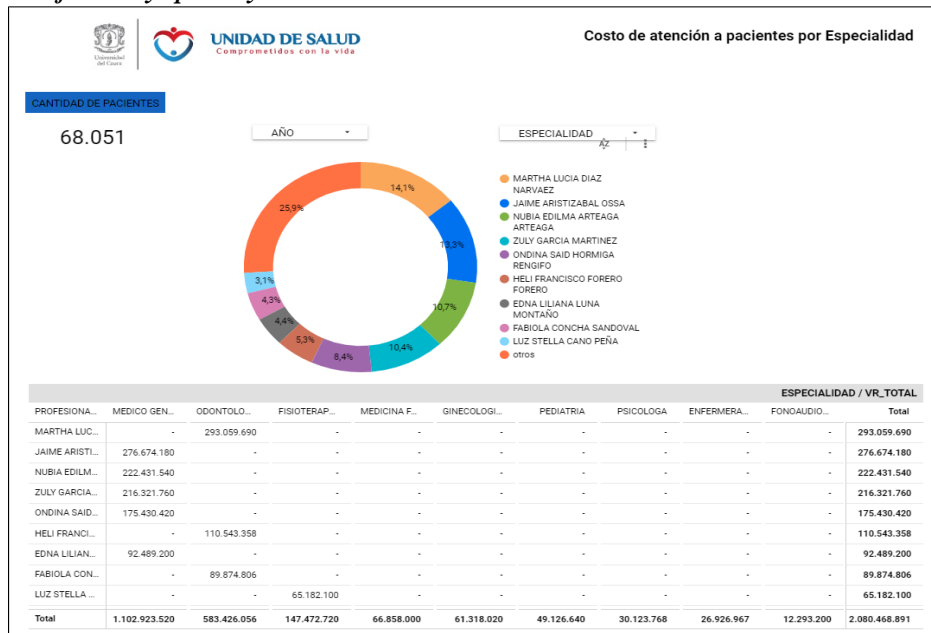 Universidad
del Cauca
UNIDAD DE SALUD
Comprometidos con la vida
Costo de atención a pacientes por Especialidad
CANTIDAD DE PACIENTES
68.051
AÑO
ESPECIALIDAD
AZ
14,1%
13,3%
10,7%
10,4%
8,4%
5,3%
4,4%
4,3%
3,1%
25,9%
MARTHA LUCIA DIAZ
NARVAEZ
JAIME ARISTIZABAL OSSA
NUBIA EDILMA ARTEAGA
ARTEAGA
ZULY GARCIA MARTINEZ
ONDINA SAID HORMIGA
RENGIFO
HELI FRANCISCO FORERO
FORERO
EDNA LILIANA LUNA
MONTAÑO
FABIOLA CONCHA SANDOVAL
LUZ STELLA CANO PEÑA
otros
ESPECIALIDAD / VR_TOTAL
PROFESIONA... MEDICO GEN... ODONTOLO... FISIOTERAP... MEDICINA F... GINECOLOGI... PEDIATRIA PSICOLOGA ENFERMERA... FONOAUDIO... Total
MARTHA LUC... - 293.059.690 - - - - - - - 293.059.690
JAIME ARISTI... 276.674.180 - - - - - - - - 276.674.180
NUBIA EDILM... 222.431.540 - - - - - - - - 222.431.540
ZULY GARCIA... 216.321.760 - - - - - - - - 216.321.760
ONDINA SAID... 175.430.420 - - - - - - - - 175.430.420
HELI FRANCI... - 110.543.358 - - - - - - - 110.543.358
EDNA LILIAN... 92.489.200 - - - - - - - - 92.489.200
FABIOLA CON... - 89.874.806 - - - - - - - 89.874.806
LUZ STELLA ... - - 65.182.100 - - - - - - 65.182.100
Total 1.102.923.520 583.426.056 147.472.720 66.858.000 61.318.020 49.126.640 30.123.768 26.926.967 12.293.200 2.080.468.891